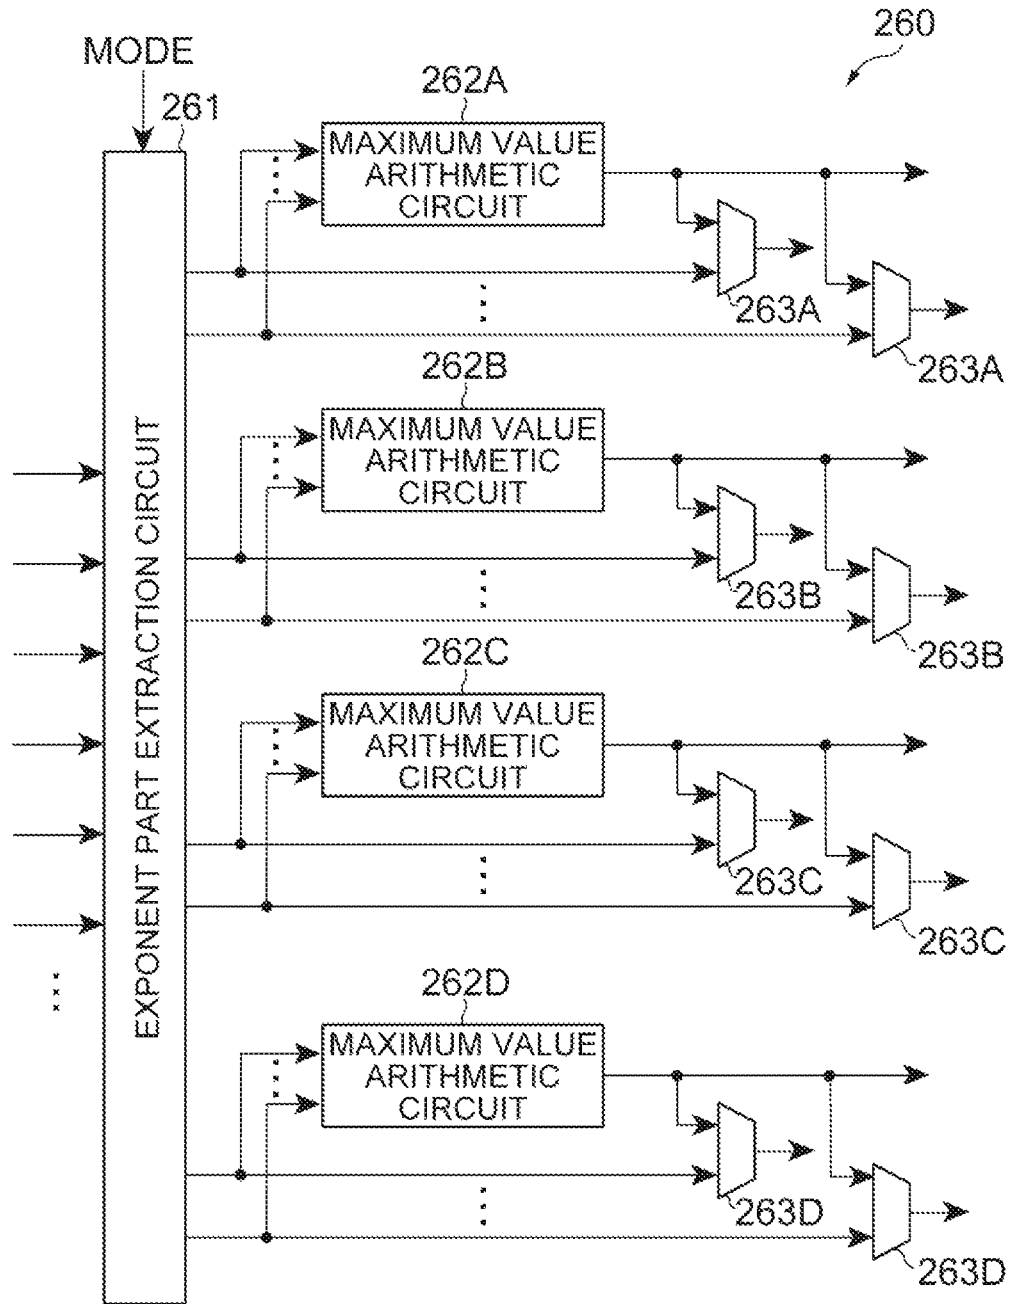 260
MODE
261
262A
MAXIMUM VALUE
ARITHMETIC
CIRCUIT
263A
263A
262B
MAXIMUM VALUE
ARITHMETIC
CIRCUIT
263B
263B
EXPONENT PART EXTRACTION CIRCUIT
262C
MAXIMUM VALUE
ARITHMETIC
CIRCUIT
263C
263C
262D
MAXIMUM VALUE
ARITHMETIC
CIRCUIT
263D
263D